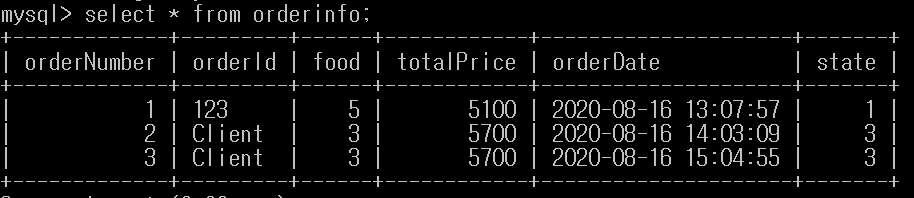 mysql> select * from orderinfo;
+-------------+---------+------+------------+---------------------+-------+
| orderNumber | orderId | food | totalPrice | orderDate | state |
+-------------+---------+------+------------+---------------------+-------+
| 1 | 123 | 5 | 5100 | 2020-08-16 13:07:57 | 1 |
| 2 | Client | 3 | 5700 | 2020-08-16 14:03:09 | 3 |
| 3 | Client | 3 | 5700 | 2020-08-16 15:04:55 | 3 |
+-------------+---------+------+------------+---------------------+-------+